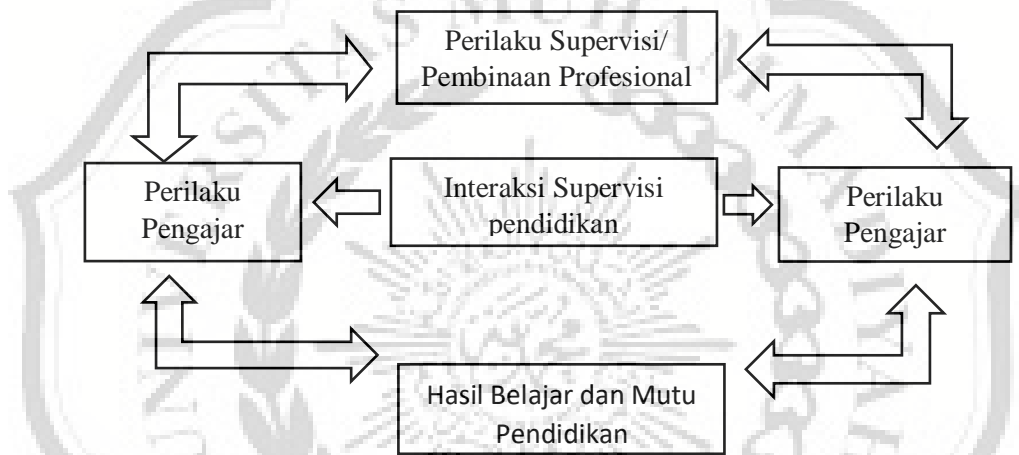 Perilaku Supervisi/
Pembinaan Profesional
Perilaku
Pengajar
Interaksi Supervisi
pendidikan
Perilaku
Pengajar
Hasil Belajar dan Mutu
Pendidikan